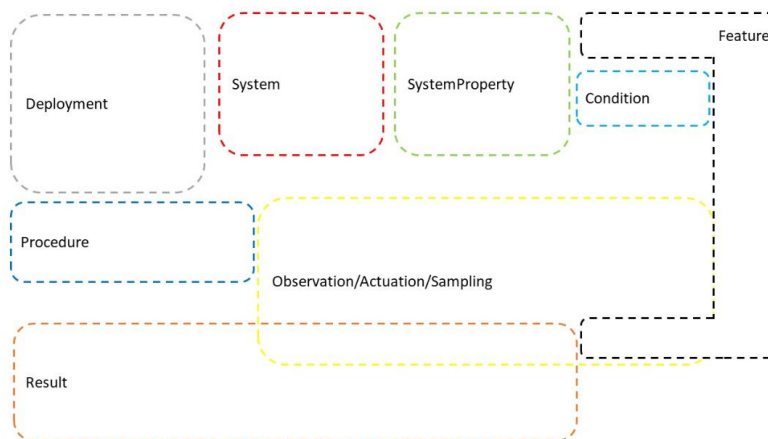 Feature
System
SystemProperty
Condition
Deployment
Procedure
Observation/Actuation/Sampling
Result